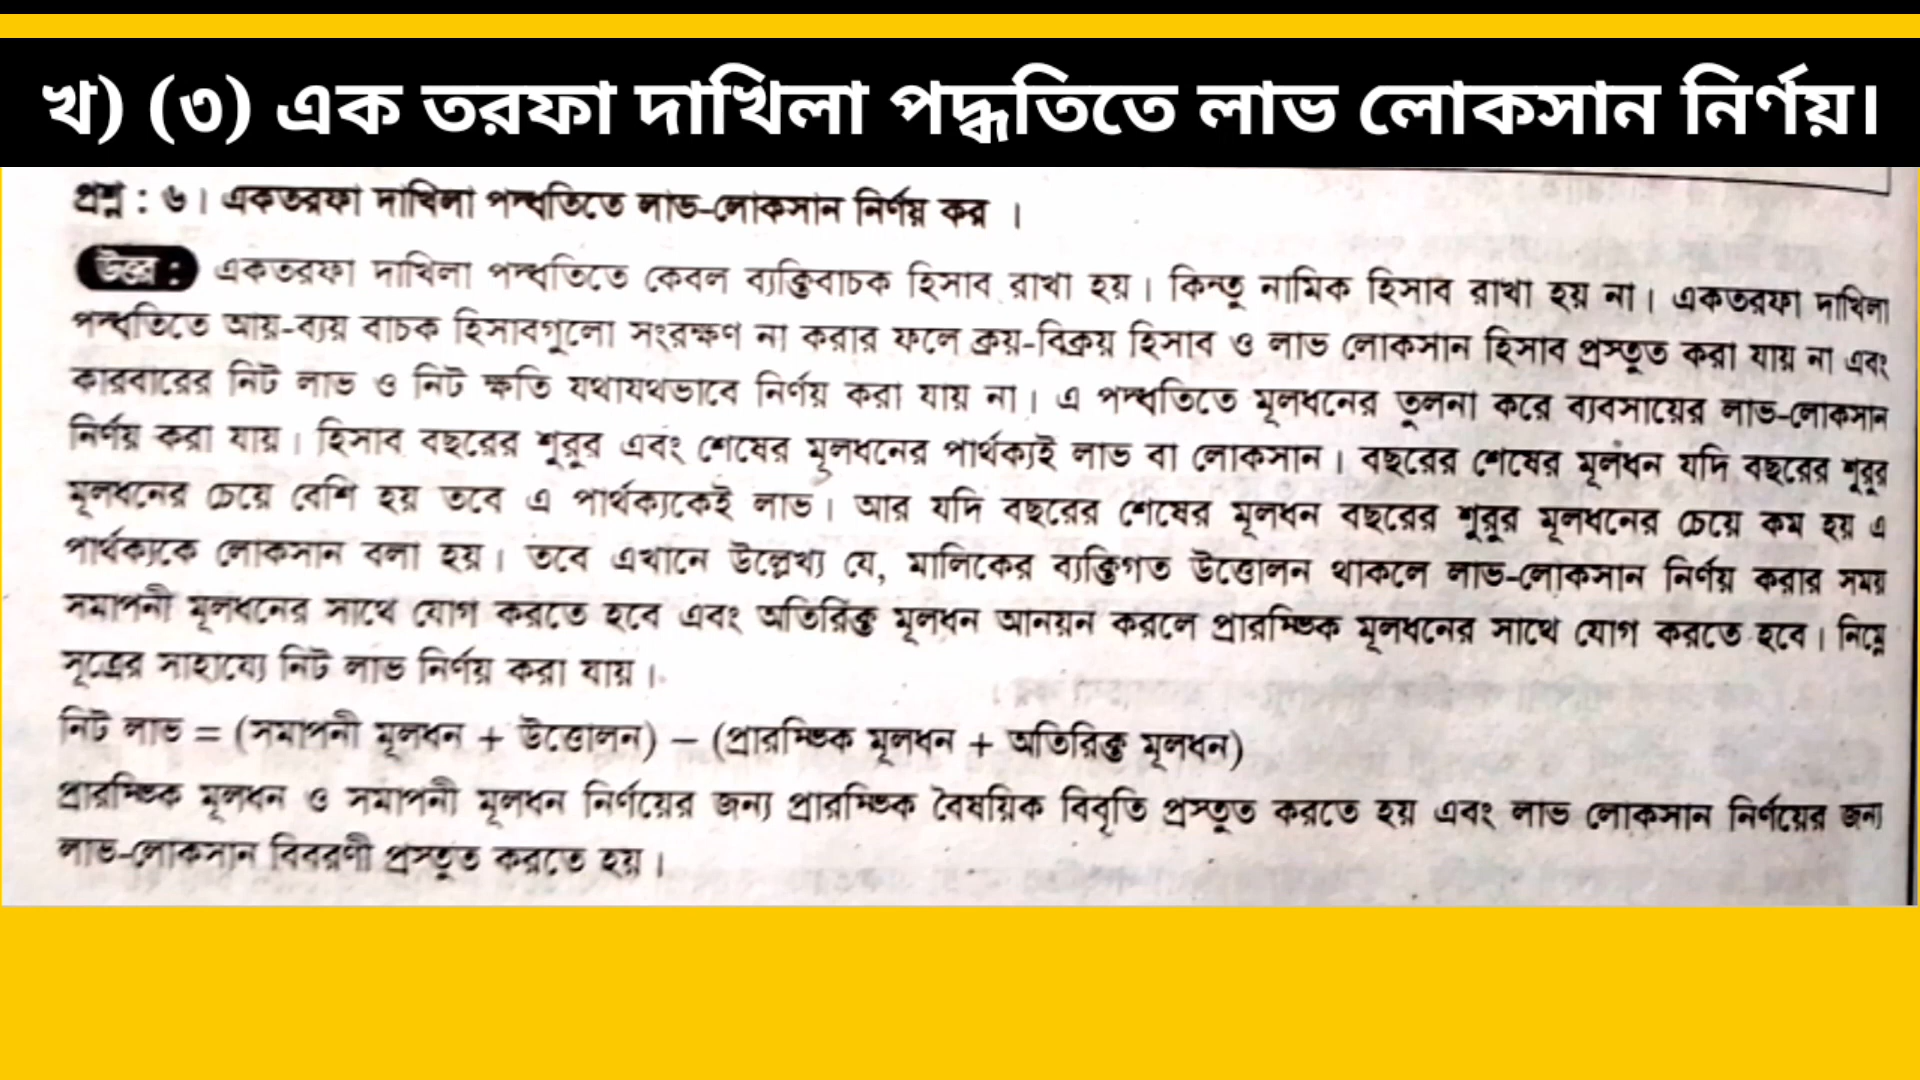 খ) (৩) এক তরফা দাখিলা পদ্ধতিতে লাভ লোকসান নির্ণয়।
প্রশ্ন : ৬। একতরফা দাখিলা পদ্ধতিতে লাভ-লোকসান নির্ণয় কর ।
উত্তর : একতরফা দাখিলা পদ্ধতিতে কেবল ব্যক্তিবাচক হিসাব রাখা হয়। কিন্তু নামিক হিসাব রাখা হয় না। একতরফা দাখিলা
পদ্ধতিতে আয়-ব্যয় বাচক হিসাবগুলো সংরক্ষণ না করার ফলে ক্রয়-বিক্রয় হিসাব ও লাভ লোকসান হিসাব প্রস্তুত করা যায় না এবং
কারবারের নিট লাভ ও নিট ক্ষতি যথাযথভাবে নির্ণয় করা যায় না। এ পদ্ধতিতে মূলধনের তুলনা করে ব্যবসায়ের লাভ-লোকসান
নির্ণয় করা যায়। হিসাব বছরের শুরুর এবং শেষের মূলধনের পার্থক্যই লাভ বা লোকসান। বছরের শেষের মূলধন যদি বছরের শুরুর
মূলধনের চেয়ে বেশি হয় তবে এ পার্থক্যকেই লাভ। আর যদি বছরের শেষের মূলধন বছরের শুরুর মূলধনের চেয়ে কম হয় এ
পার্থক্যকে লোকসান বলা হয়। তবে এখানে উল্লেখ্য যে, মালিকের ব্যক্তিগত উত্তোলন থাকলে লাভ-লোকসান নির্ণয় করার সময়
সমাপনী মূলধনের সাথে যোগ করতে হবে এবং অতিরিক্ত মূলধন আনয়ন করলে প্রারম্ভিক মূলধনের সাথে যোগ করতে হবে। নিম্নে
সূত্রের সাহায্যে নিট লাভ নির্ণয় করা যায়।
নিট লাভ = (সমাপনী মূলধন + উত্তোলন) – (প্রারম্ভিক মূলধন + অতিরিক্ত মূলধন)
প্রারম্ভিক মূলধন ও সমাপনী মূলধন নির্ণয়ের জন্য প্রারম্ভিক বৈষয়িক বিবৃতি প্রস্তুত করতে হয় এবং লাভ লোকসান নির্ণয়ের জন্য
লাভ-লোকসান বিবরণী প্রস্তুত করতে হয়।